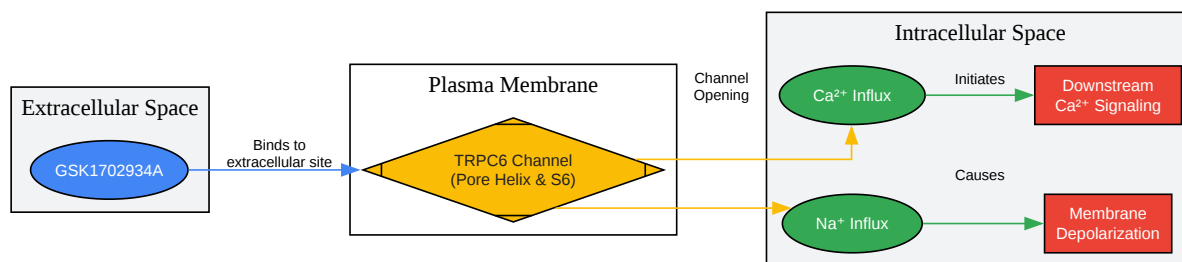 Extracellular Space
GSK1702934A
Binds to
extracellular site
Plasma Membrane
TRPC6 Channel
(Pore Helix & S6)
Channel
Opening
Intracellular Space
Ca²⁺ Influx
Initiates
Downstream
Ca²⁺ Signaling
Na⁺ Influx
Causes
Membrane
Depolarization